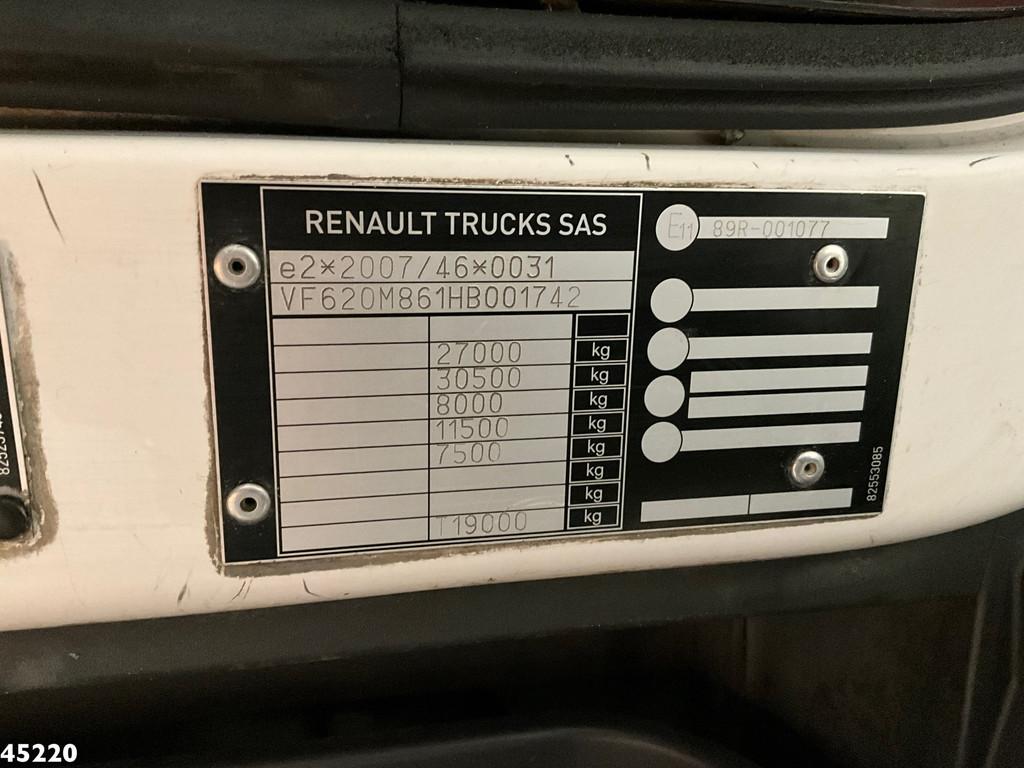 RENAULT TRUCKS SAS
e2*2007/46*0031
VF620M861HB001742
27000 kg
30500 kg
8000 kg
11500 kg
7500 kg
kg
kg
T19000 kg
E11 89R-001077
82553085
45220